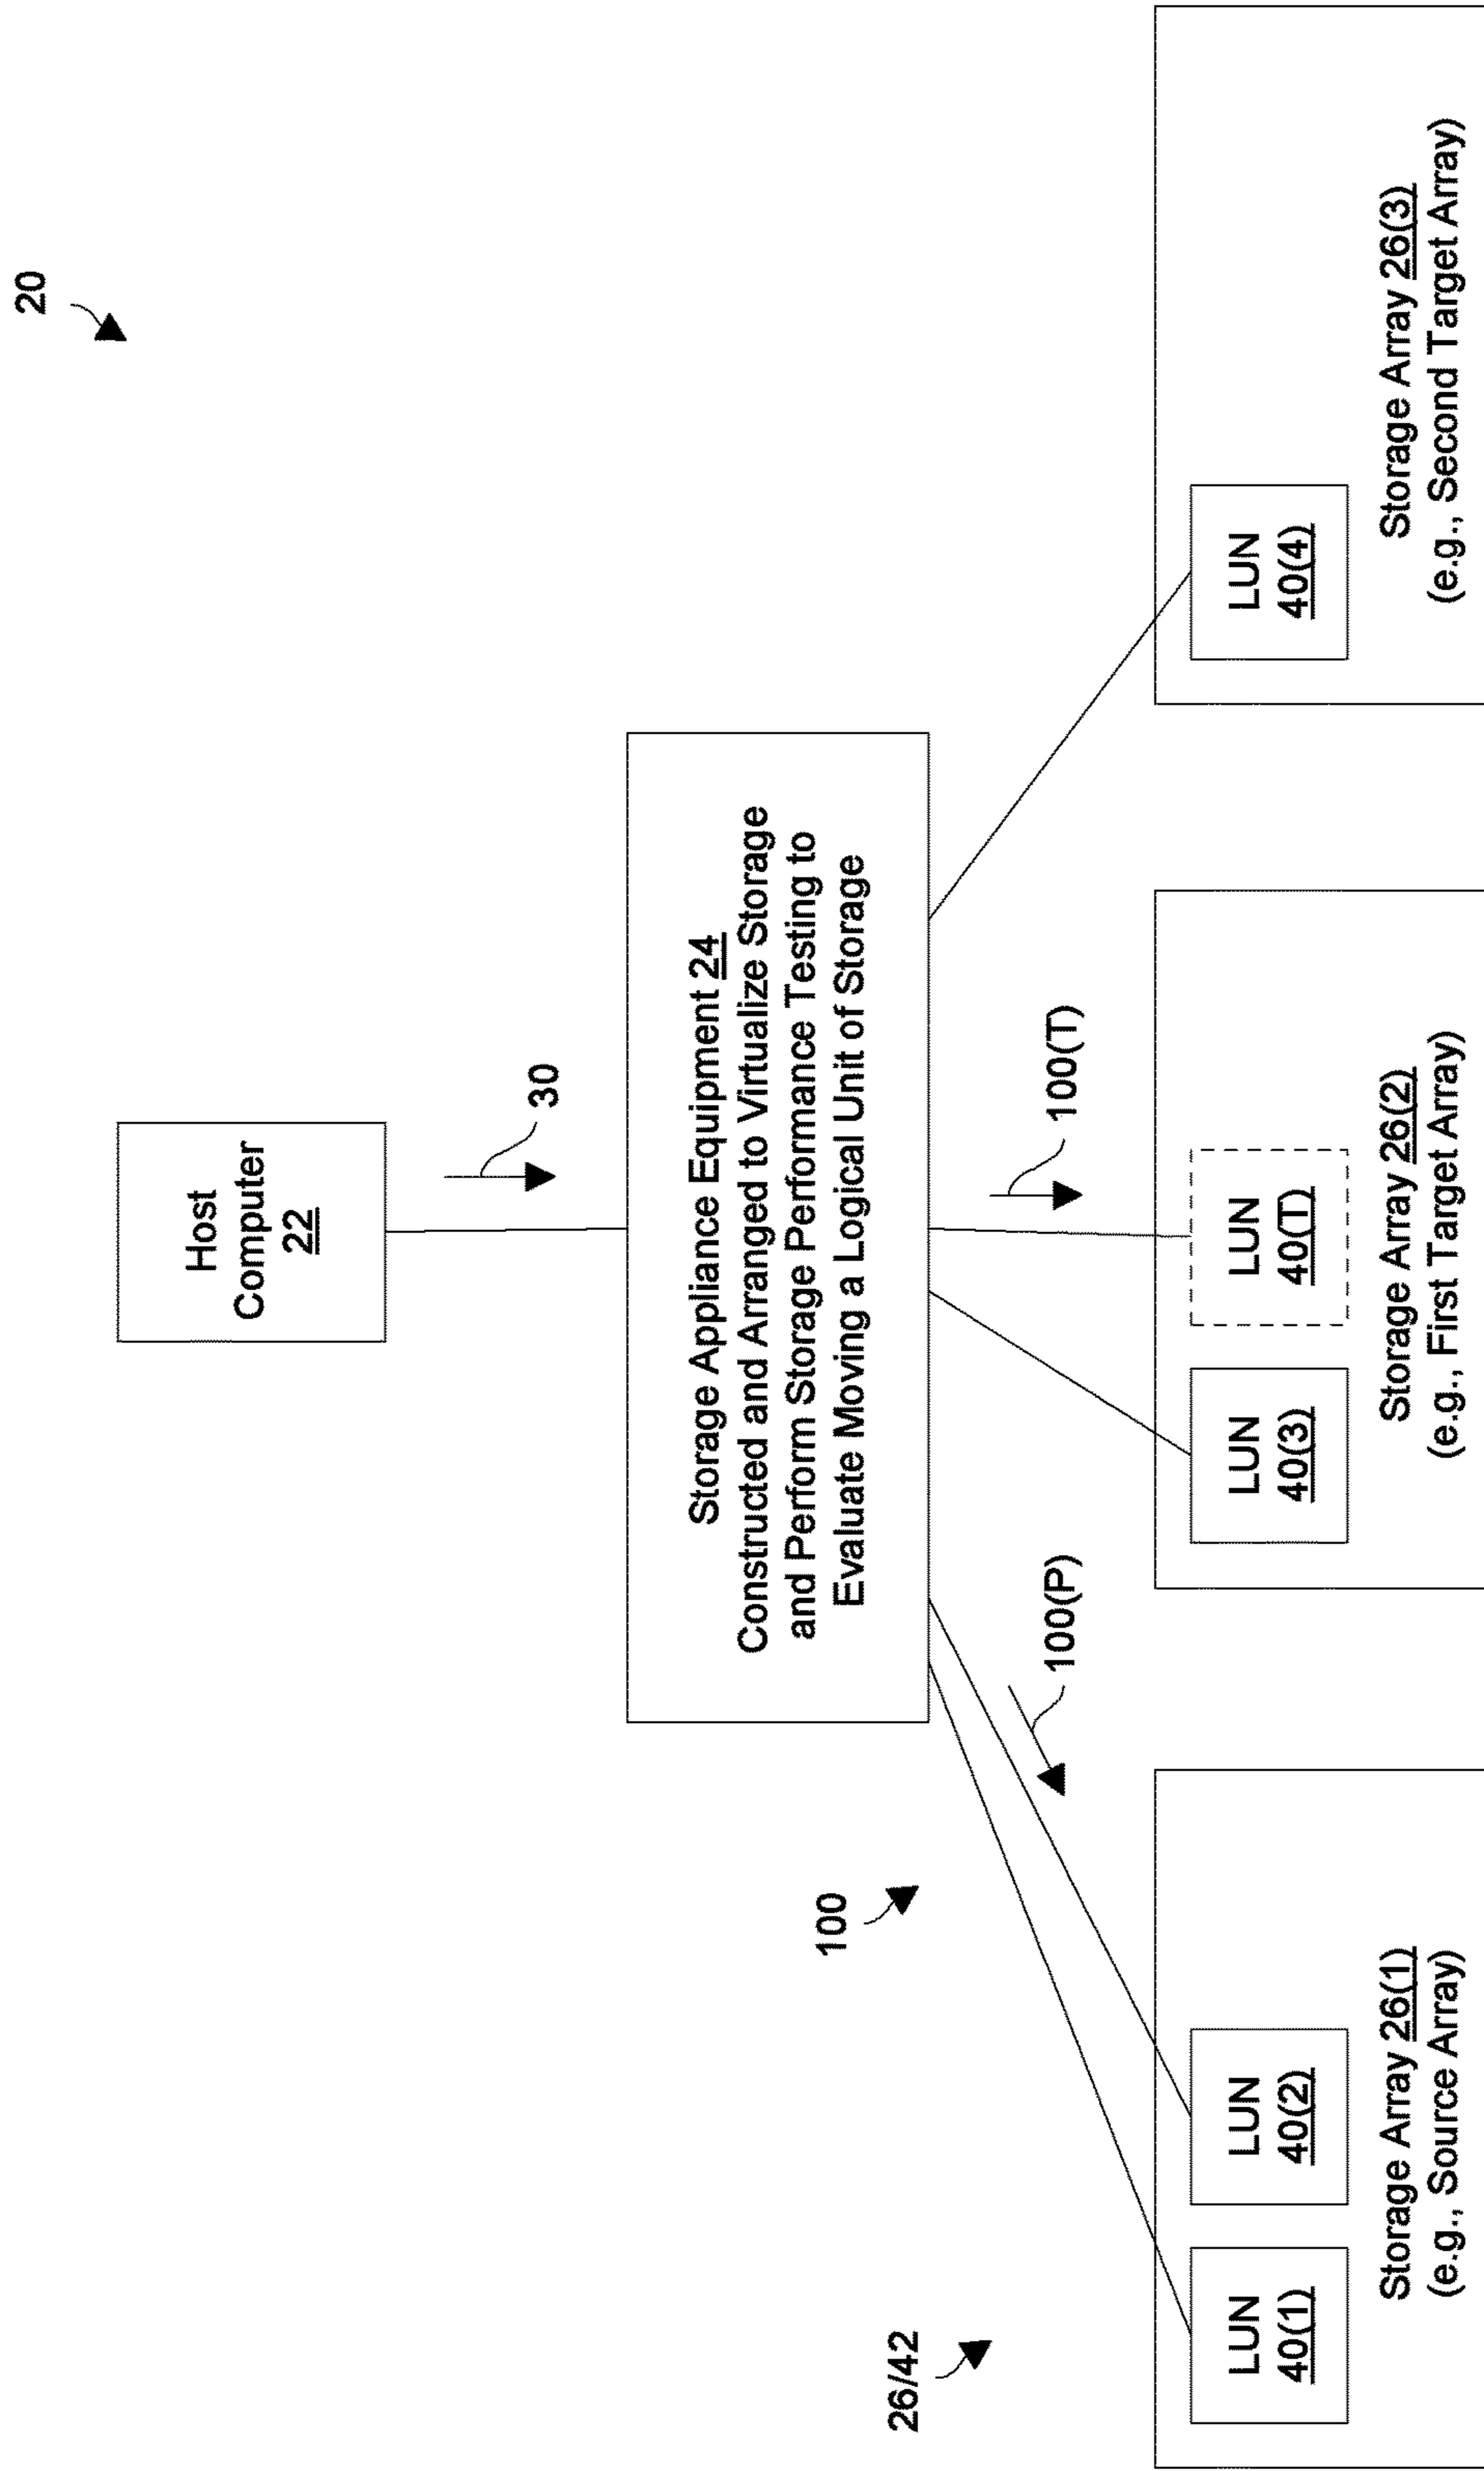 20
Host
Computer
22
30
Storage Appliance Equipment 24
Constructed and Arranged to Virtualize Storage
and Perform Storage Performance Testing to
Evaluate Moving a Logical Unit of Storage
100
100(P)
100(T)
26/42
LUN
40(1)
LUN
40(2)
Storage Array 26(1)
(e.g., Source Array)
LUN
40(3)
LUN
40(T)
Storage Array 26(2)
(e.g., First Target Array)
LUN
40(4)
Storage Array 26(3)
(e.g., Second Target Array)